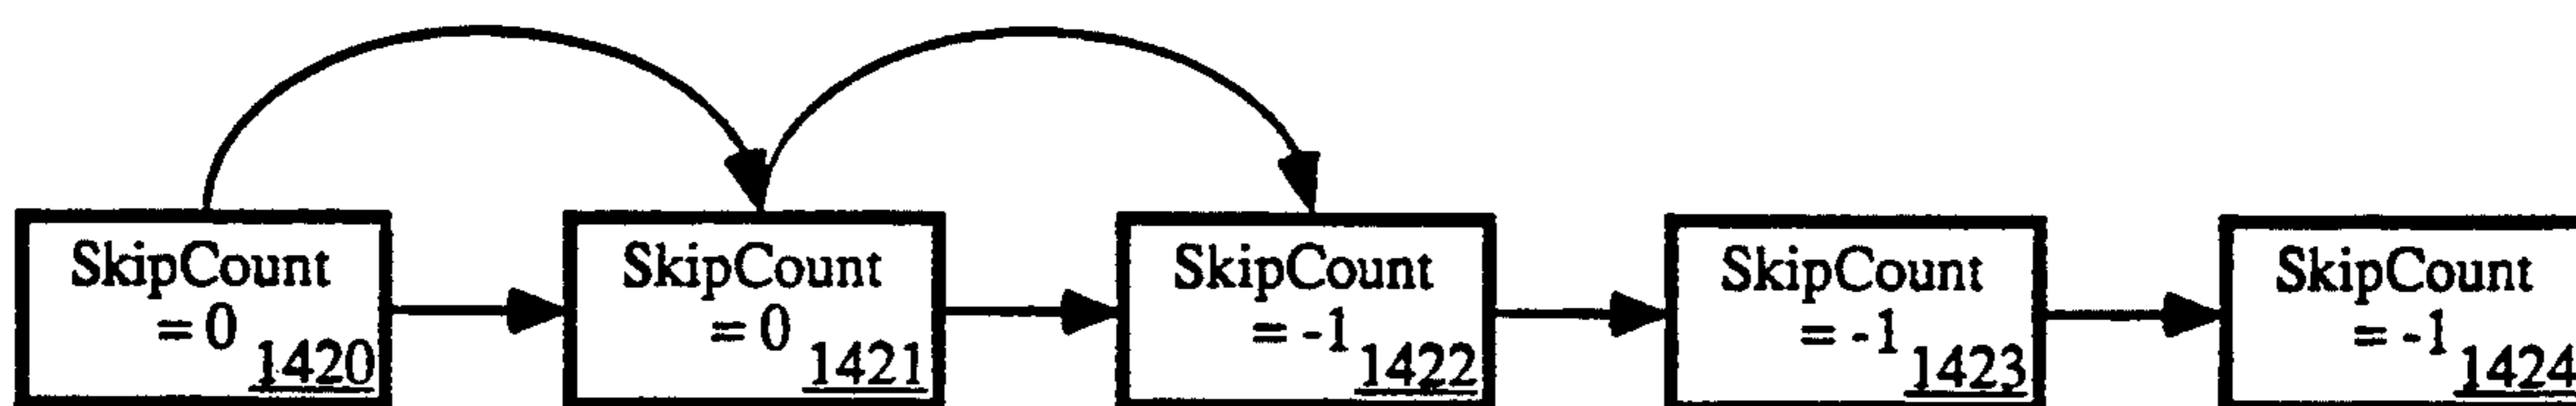 SkipCount
= 0
1420
SkipCount
= 0
1421
SkipCount
= -1
1422
SkipCount
= -1
1423
SkipCount
= -1
1424